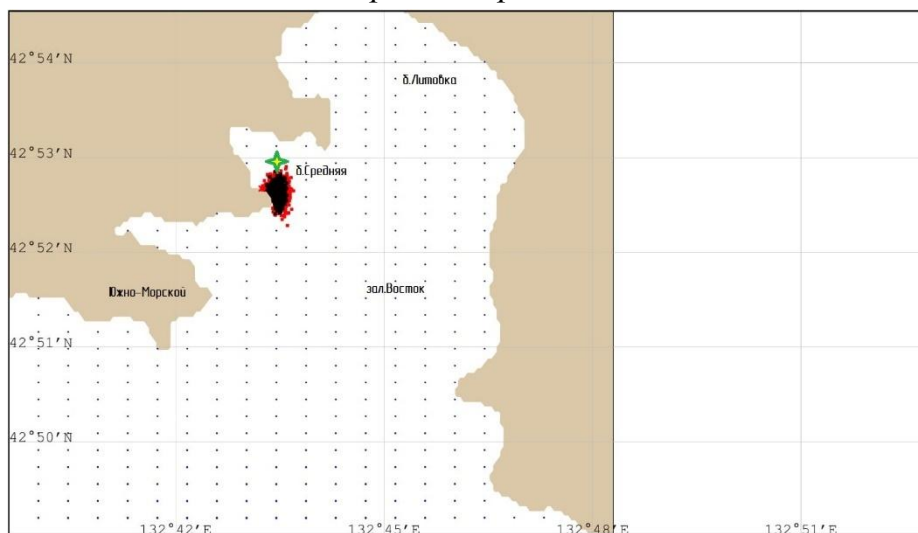 42°54'N
б.Литовка
42°53'N
б.Средняя
42°52'N
Южно-Морской
зал.Восток
42°51'N
42°50'N
132°42'E
132°45'E
132°48'E
132°51'E